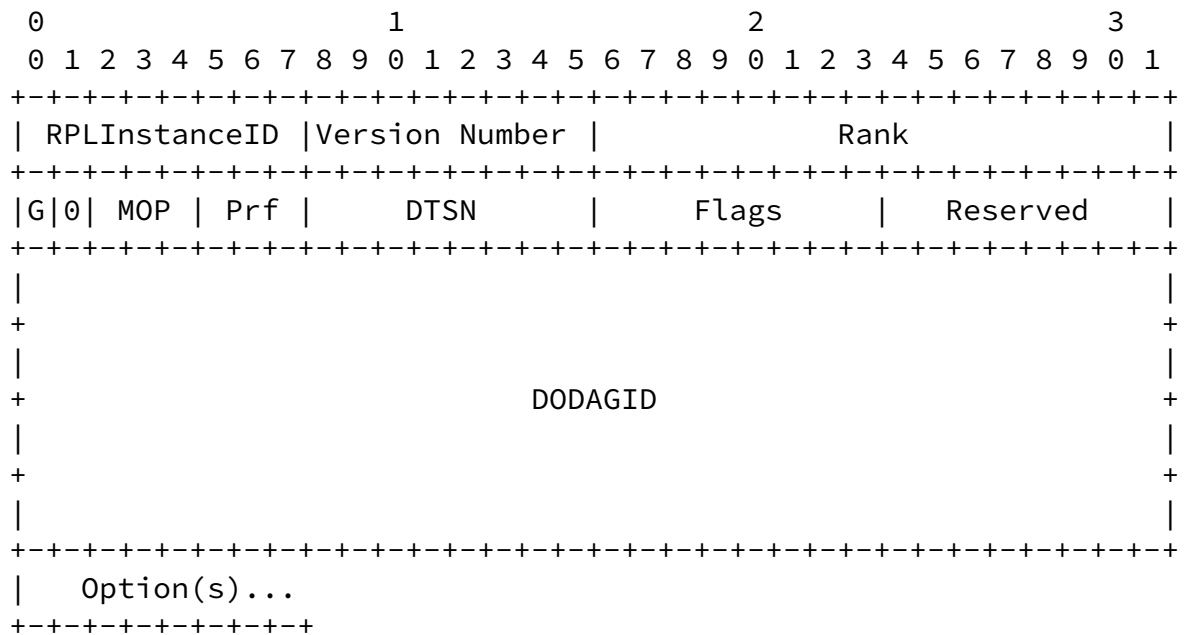 0                   1                   2                   3
 0 1 2 3 4 5 6 7 8 9 0 1 2 3 4 5 6 7 8 9 0 1 2 3 4 5 6 7 8 9 0 1
+-+-+-+-+-+-+-+-+-+-+-+-+-+-+-+-+-+-+-+-+-+-+-+-+-+-+-+-+-+-+-+-+
| RPLInstanceID |Version Number |             Rank              |
+-+-+-+-+-+-+-+-+-+-+-+-+-+-+-+-+-+-+-+-+-+-+-+-+-+-+-+-+-+-+-+-+
|G|0| MOP | Prf |     DTSN      |     Flags     |   Reserved    |
+-+-+-+-+-+-+-+-+-+-+-+-+-+-+-+-+-+-+-+-+-+-+-+-+-+-+-+-+-+-+-+-+
|                                                               |
+                                                               +
|                                                               |
+                            DODAGID                            +
|                                                               |
+                                                               +
|                                                               |
+-+-+-+-+-+-+-+-+-+-+-+-+-+-+-+-+-+-+-+-+-+-+-+-+-+-+-+-+-+-+-+-+
|   Option(s)...
+-+-+-+-+-+-+-+-+